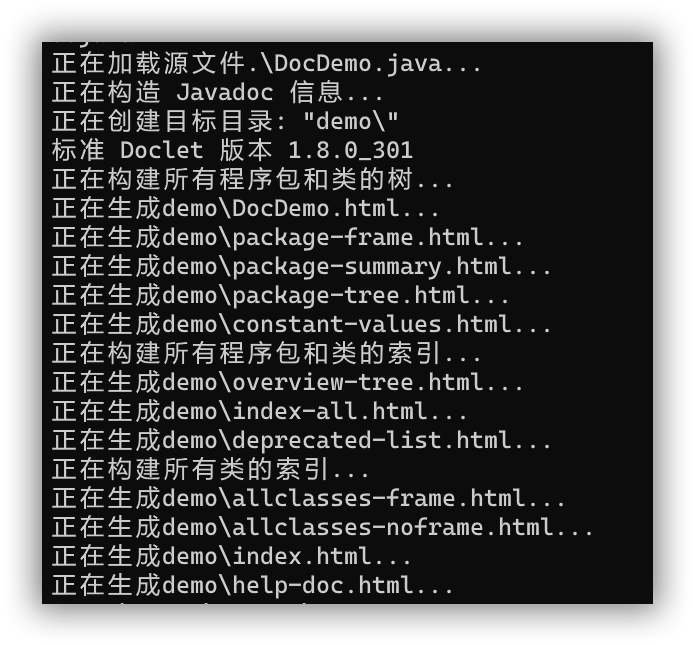 正在加载源文件.\DocDemo.java...
正在构造 Javadoc 信息...
正在创建目标目录: "demo\"
标准 Doclet 版本 1.8.0_301
正在构建所有程序包和类的树...
正在生成demo\DocDemo.html...
正在生成demo\package-frame.html...
正在生成demo\package-summary.html...
正在生成demo\package-tree.html...
正在生成demo\constant-values.html...
正在构建所有程序包和类的索引...
正在生成demo\overview-tree.html...
正在生成demo\index-all.html...
正在生成demo\deprecated-list.html...
正在构建所有类的索引...
正在生成demo\allclasses-frame.html...
正在生成demo\allclasses-noframe.html...
正在生成demo\index.html...
正在生成demo\help-doc.html...